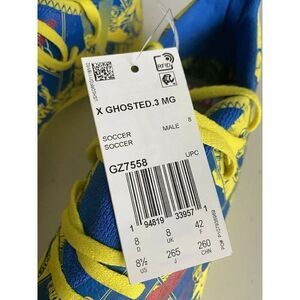 RFID
X GHOSTED.3 MG
SOCCER MALE 8
SOCCER
GZ7558
UPC
1 94819 33957 1
8 8 42
D UK F
8½ 265 260
US J CHN